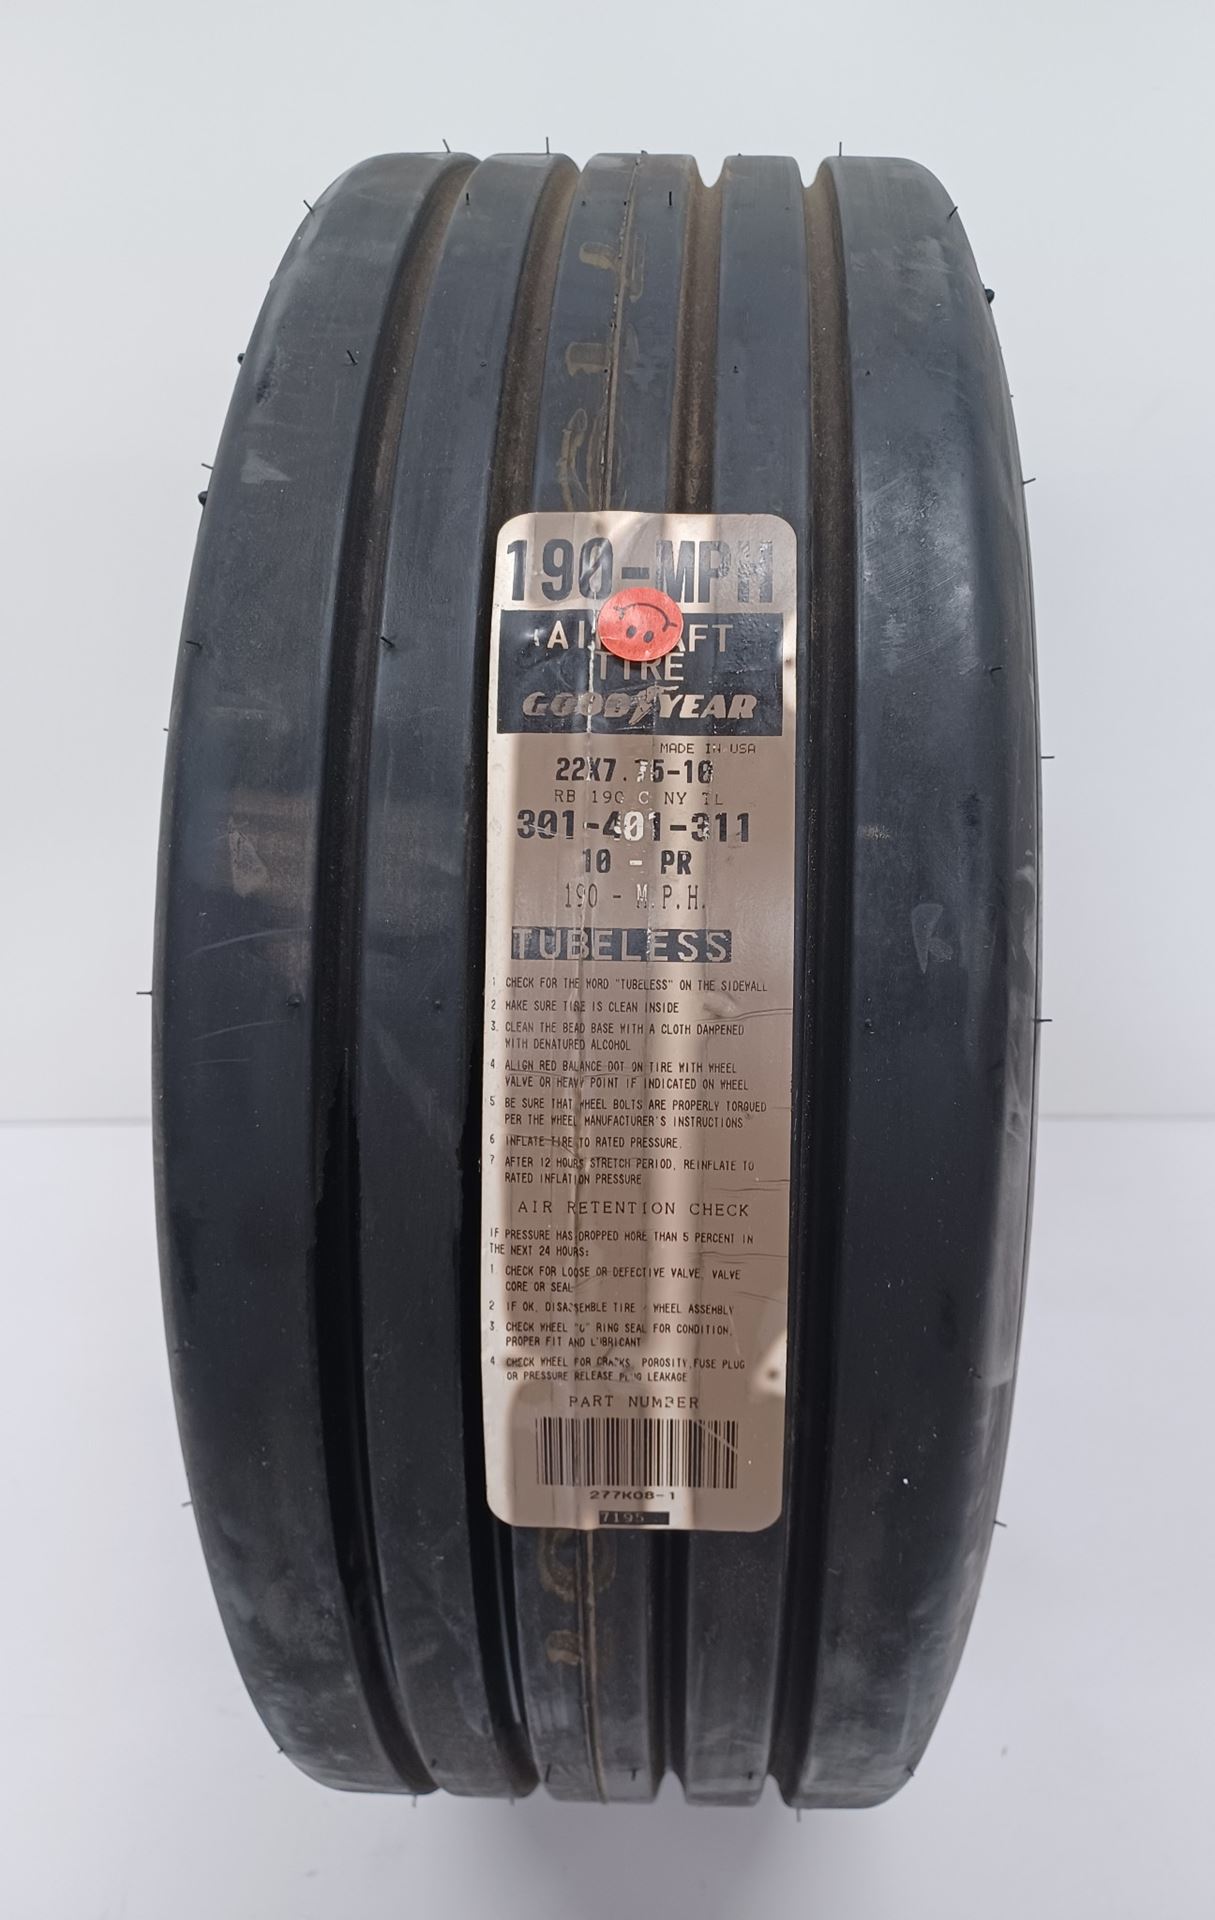 190-MPH
AIRCRAFT
TIRE
GOODYEAR
MADE IN USA
22X7.75-10
RB 190 C NY TL
301-401-311
10 - PR
190 - M.P.H.
TUBELESS
1 CHECK FOR THE WORD "TUBELESS" ON THE SIDEWALL
2 MAKE SURE TIRE IS CLEAN INSIDE
3. CLEAN THE BEAD BASE WITH A CLOTH DAMPENED
WITH DENATURED ALCOHOL
4 ALIGN RED BALANCE DOT ON TIRE WITH WHEEL
VALVE OR HEAVY POINT IF INDICATED ON WHEEL
5 BE SURE THAT WHEEL BOLTS ARE PROPERLY TORQUED
PER THE WHEEL MANUFACTURER'S INSTRUCTIONS
6 INFLATE TIRE TO RATED PRESSURE.
7 AFTER 12 HOURS STRETCH PERIOD, REINFLATE TO
RATED INFLATION PRESSURE
AIR RETENTION CHECK
IF PRESSURE HAS DROPPED MORE THAN 5 PERCENT IN
THE NEXT 24 HOURS:
1 CHECK FOR LOOSE OR DEFECTIVE VALVE, VALVE
CORE OR SEAL
2 IF OK, DISASSEMBLE TIRE / WHEEL ASSEMBLY
3. CHECK WHEEL "O" RING SEAL FOR CONDITION,
PROPER FIT AND LUBRICANT
4 CHECK WHEEL FOR CRACKS, POROSITY, FUSE PLUG
OR PRESSURE RELEASE PLUG LEAKAGE
PART NUMBER
277K08-1
7195